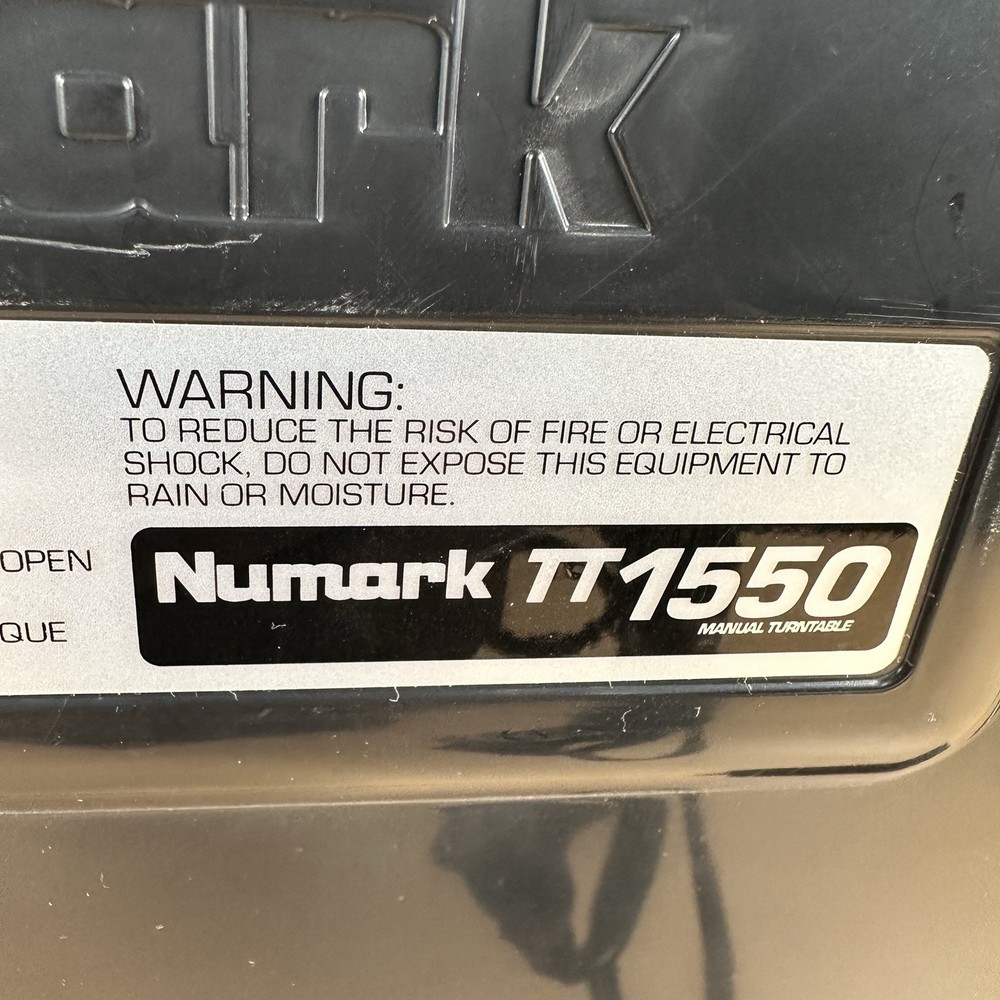 ark
WARNING:
TO REDUCE THE RISK OF FIRE OR ELECTRICAL
SHOCK, DO NOT EXPOSE THIS EQUIPMENT TO
RAIN OR MOISTURE.
OPEN
QUE
Numark TT1550
MANUAL TURNTABLE